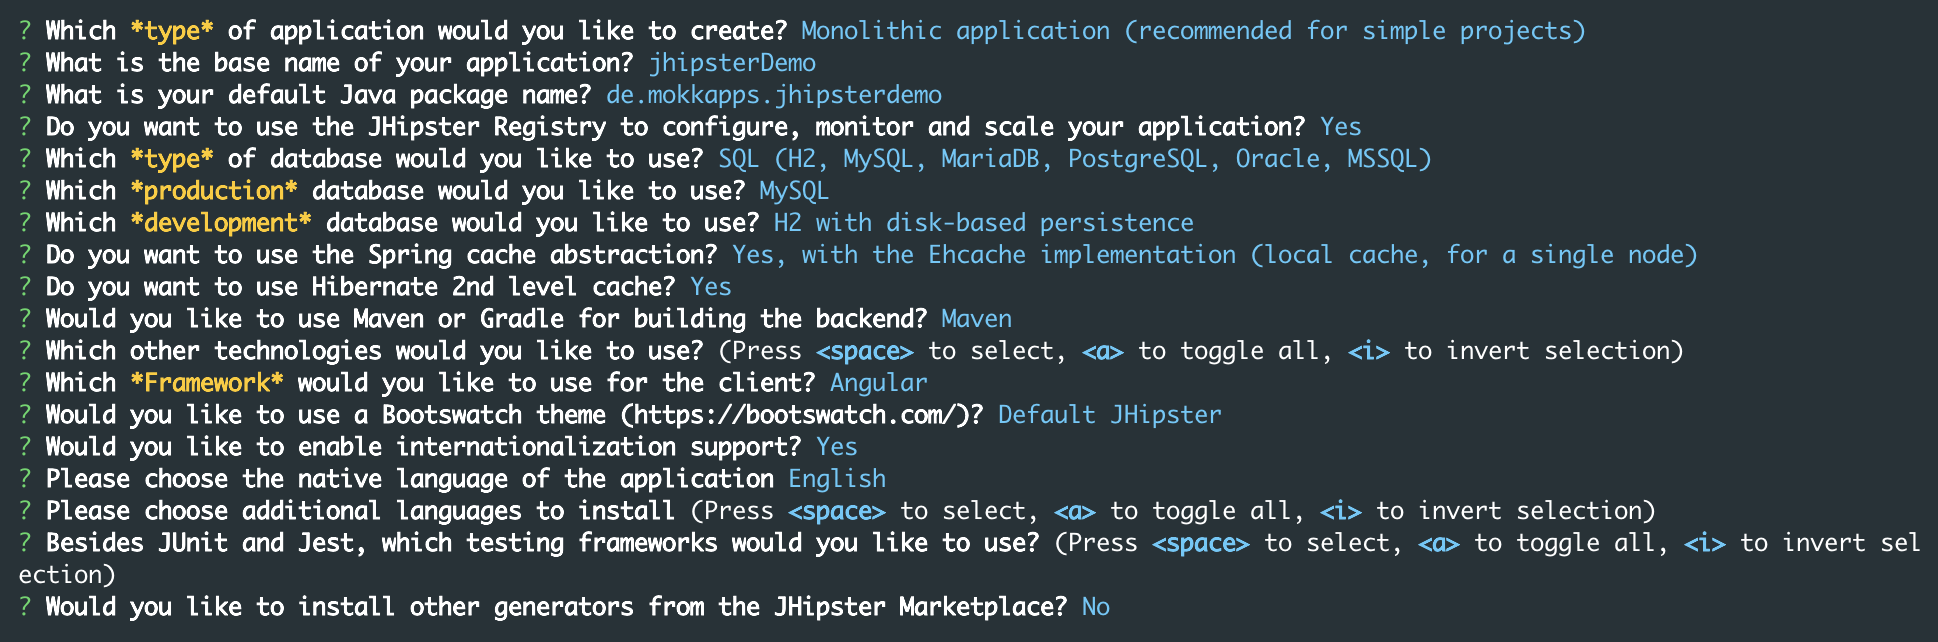 ? Which *type* of application would you like to create? Monolithic application (recommended for simple projects)
? What is the base name of your application? jhipsterDemo
? What is your default Java package name? de.mokkapps.jhipsterdemo
? Do you want to use the JHipster Registry to configure, monitor and scale your application? Yes
? Which *type* of database would you like to use? SQL (H2, MySQL, MariaDB, PostgreSQL, Oracle, MSSQL)
? Which *production* database would you like to use? MySQL
? Which *development* database would you like to use? H2 with disk-based persistence
? Do you want to use the Spring cache abstraction? Yes, with the Ehcache implementation (local cache, for a single node)
? Do you want to use Hibernate 2nd level cache? Yes
? Would you like to use Maven or Gradle for building the backend? Maven
? Which other technologies would you like to use? (Press <space> to select, <a> to toggle all, <i> to invert selection)
? Which *Framework* would you like to use for the client? Angular
? Would you like to use a Bootswatch theme (https://bootswatch.com/)? Default JHipster
? Would you like to enable internationalization support? Yes
? Please choose the native language of the application English
? Please choose additional languages to install (Press <space> to select, <a> to toggle all, <i> to invert selection)
? Besides JUnit and Jest, which testing frameworks would you like to use? (Press <space> to select, <a> to toggle all, <i> to invert sel
ection)
? Would you like to install other generators from the JHipster Marketplace? No